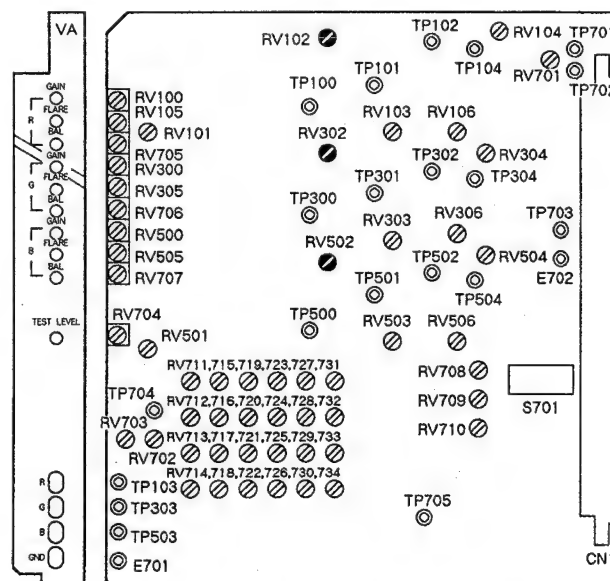 VA
GAIN
FLARE
R
BAL
GAIN
FLARE
G
BAL
GAIN
FLARE
B
BAL
TEST LEVEL
R
G
B
GND
RV100
RV105
RV101
RV705
RV300
RV305
RV706
RV500
RV505
RV707
RV704
RV501
TP704
RV703
RV702
TP103
TP303
TP503
E701
RV102
TP102
RV104
TP701
TP104
RV701
TP702
TP101
TP100
RV103
RV106
RV302
TP302
RV304
TP304
TP301
TP300
RV303
RV306
TP703
RV502
TP502
RV504
E702
TP501
TP504
TP500
RV503
RV506
RV711,715,719,723,727,731
RV712,716,720,724,728,732
RV713,717,721,725,729,733
RV714,718,722,726,730,734
RV708
RV709
RV710
S701
TP705
CN1